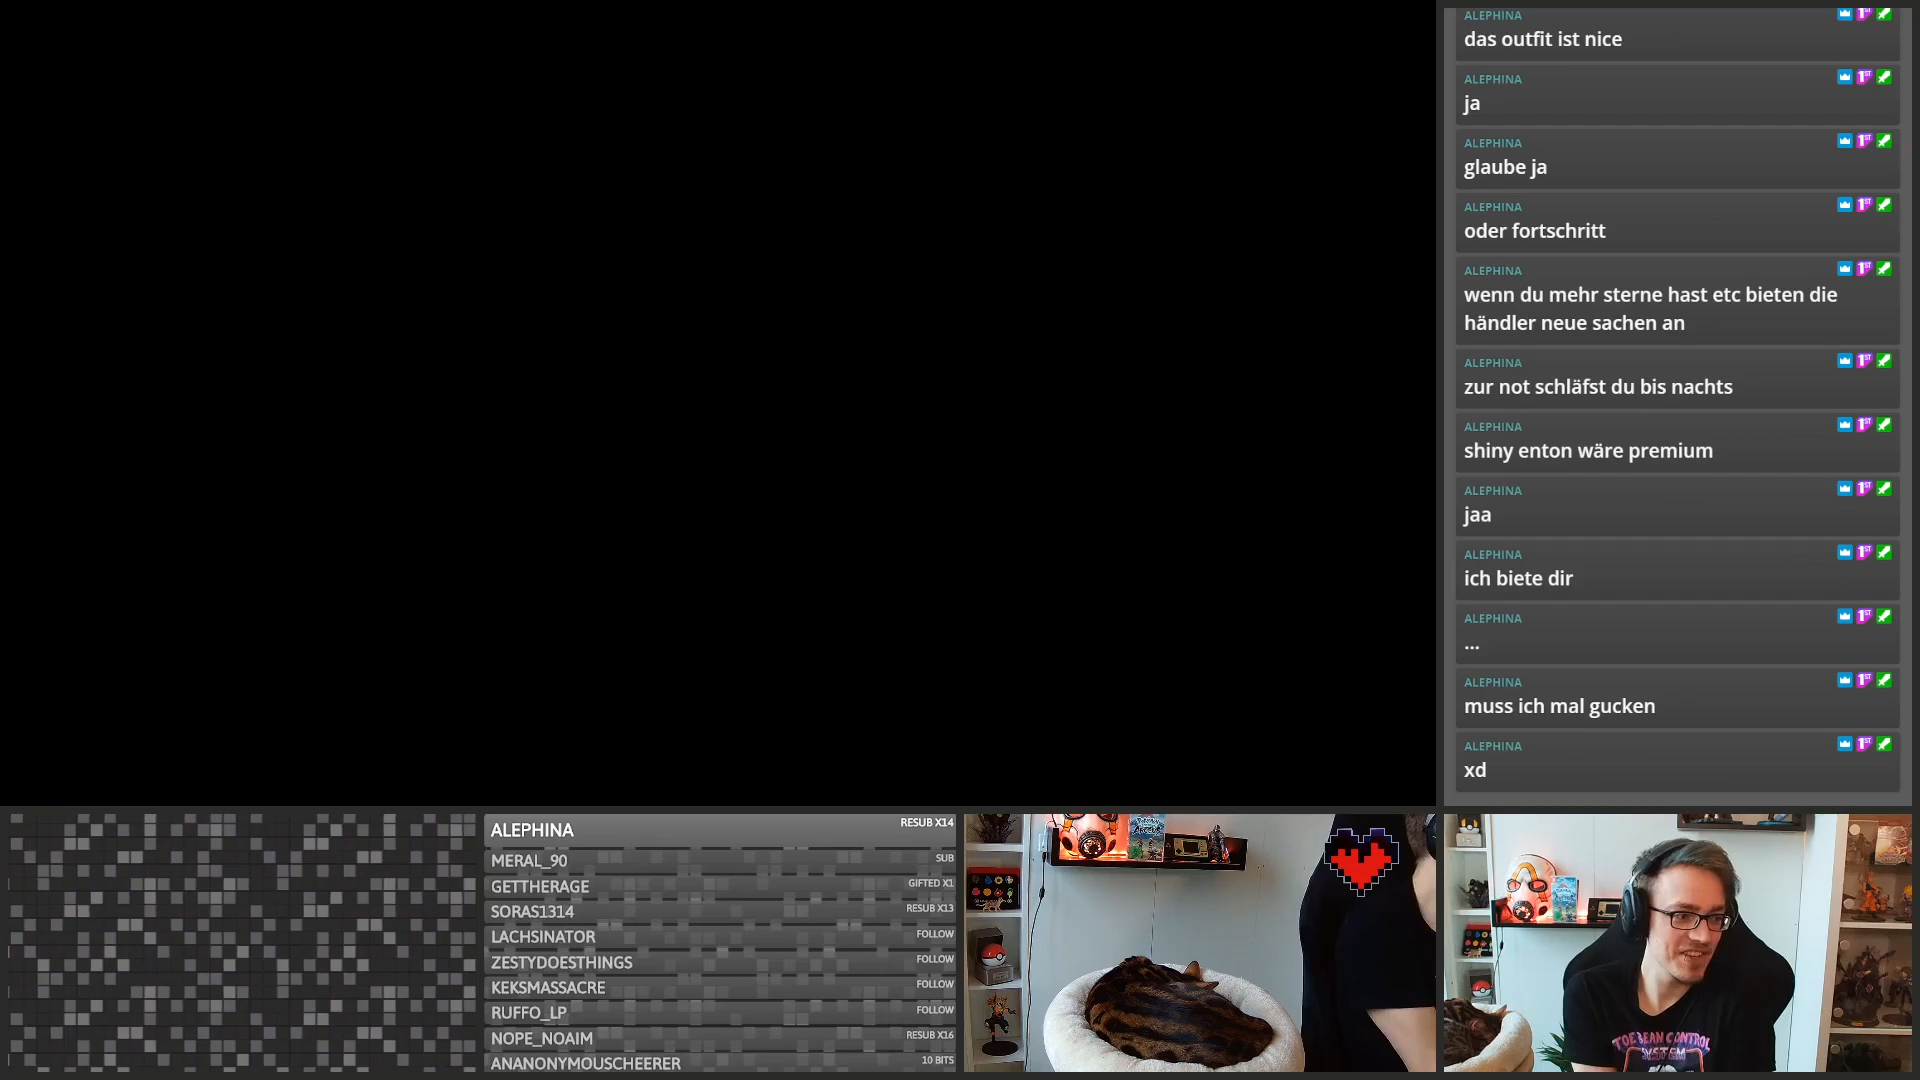 ALEPHINA
das outfit ist nice
ALEPHINA
ja
ALEPHINA
glaube ja
ALEPHINA
oder fortschritt
ALEPHINA
wenn du mehr sterne hast etc bieten die
händler neue sachen an
ALEPHINA
zur not schläfst du bis nachts
ALEPHINA
shiny enton wäre premium
ALEPHINA
jaa
ALEPHINA
ich biete dir
ALEPHINA
...
ALEPHINA
muss ich mal gucken
ALEPHINA
xd
ALEPHINA RESUB X14
MERAL_90 SUB
GETTHERAGE GIFTED X1
SORAS1314 RESUB X13
LACHSINATOR FOLLOW
ZESTYDOESTHINGS FOLLOW
KEKSMASSACRE FOLLOW
RUFFO_LP FOLLOW
NOPE_NOAIM RESUB X16
ANANONYMOUSCHEERER 10 BITS
TOE BEAN CONTROL
SYSTEM